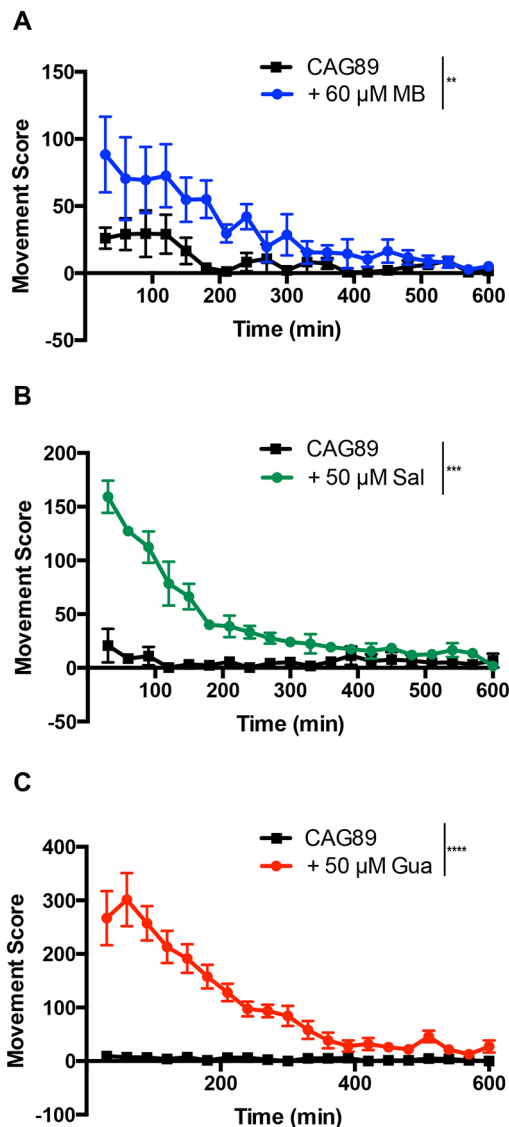 A
CAG89
+ 60 µM MB
**
Movement Score
150
100
50
0
-50
100 200 300 400 500 600
Time (min)
B
CAG89
+ 50 µM Sal
***
Movement Score
200
150
100
50
0
-50
100 200 300 400 500 600
Time (min)
C
CAG89
+ 50 µM Gua
****
Movement Score
400
300
200
100
0
-100
200 400 600
Time (min)